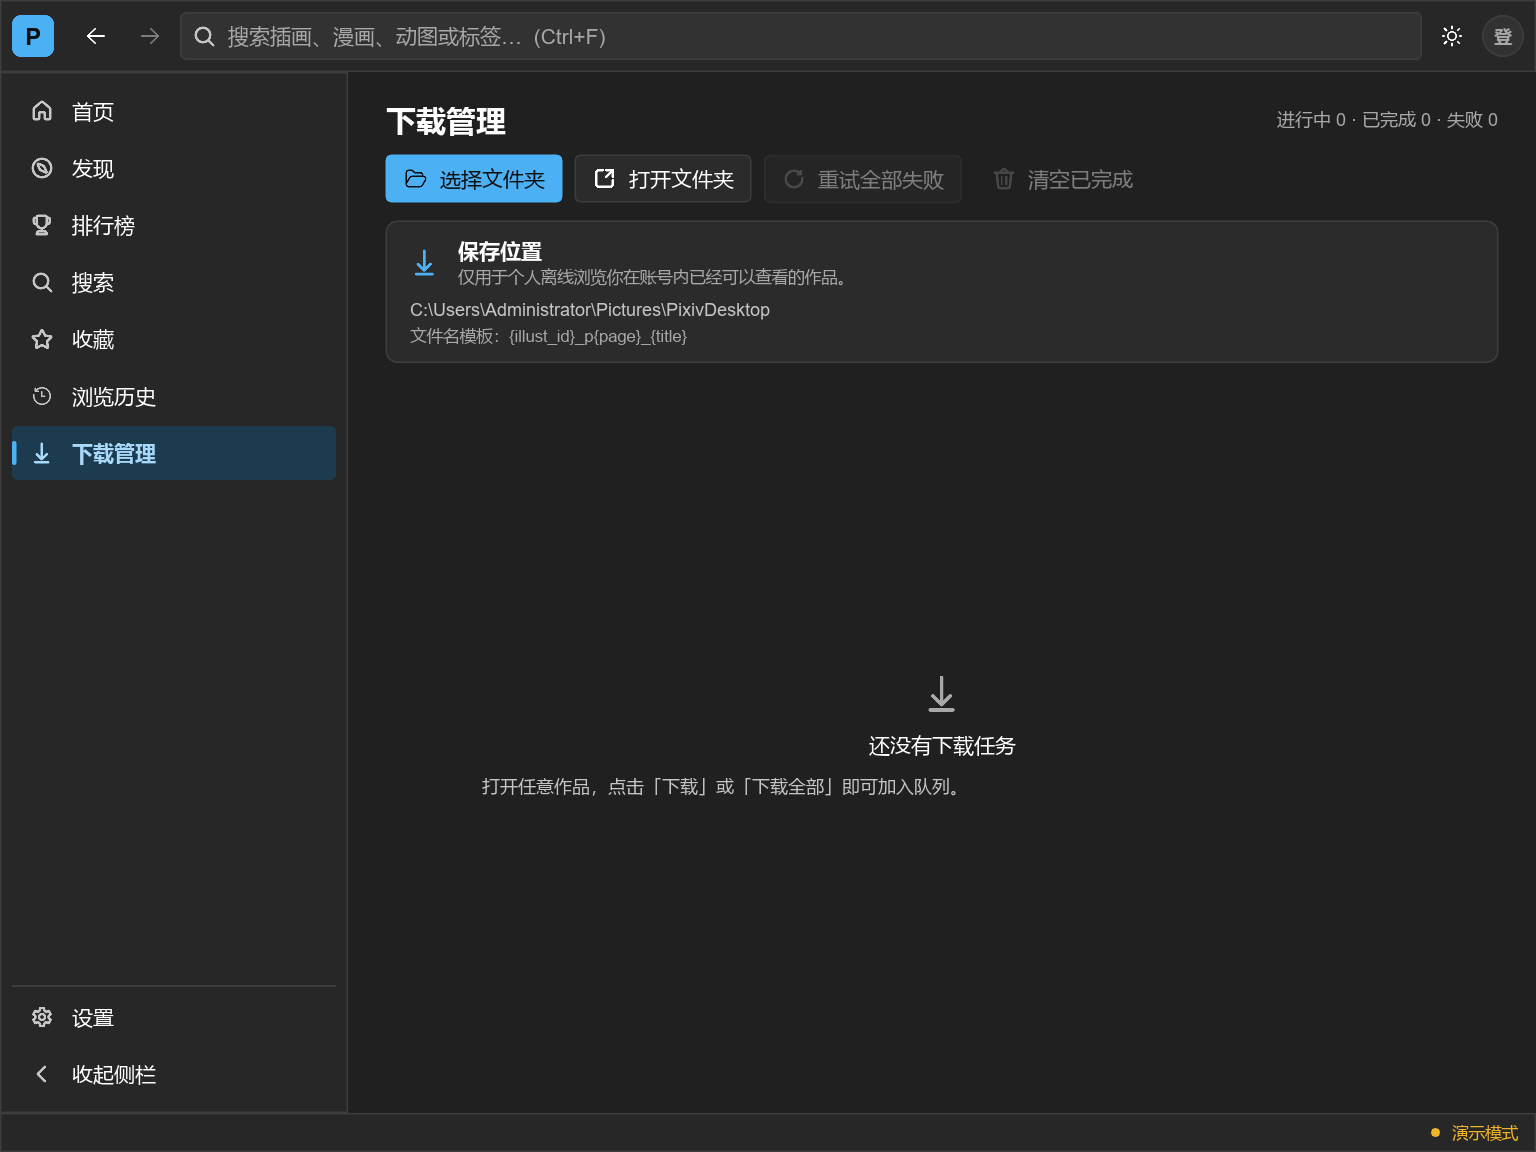 P
搜索插画、漫画、动图或标签… (Ctrl+F)
登
首页
发现
排行榜
搜索
收藏
浏览历史
下载管理
设置
收起侧栏
下载管理
进行中 0 · 已完成 0 · 失败 0
选择文件夹
打开文件夹
重试全部失败
清空已完成
保存位置
仅用于个人离线浏览你在账号内已经可以查看的作品。
C:\Users\Administrator\Pictures\PixivDesktop
文件名模板：{illust_id}_p{page}_{title}
还没有下载任务
打开任意作品，点击「下载」或「下载全部」即可加入队列。
演示模式